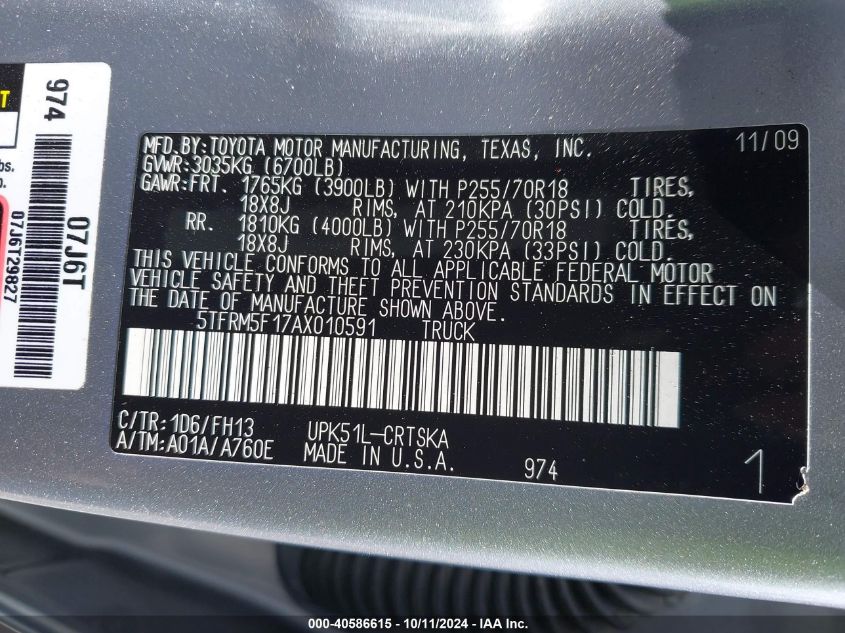 MFD.BY:TOYOTA MOTOR MANUFACTURING, TEXAS, INC. 11/09
GVWR:3035KG (6700LB)
GAWR:FRT. 1765KG (3900LB) WITH P255/70R18 TIRES,
18X8J RIMS, AT 210KPA (30PSI) COLD.
RR. 1810KG (4000LB) WITH P255/70R18 TIRES,
18X8J RIMS, AT 230KPA (33PSI) COLD.
THIS VEHICLE CONFORMS TO ALL APPLICABLE FEDERAL MOTOR
VEHICLE SAFETY AND THEFT PREVENTION STANDARDS IN EFFECT ON
THE DATE OF MANUFACTURE SHOWN ABOVE.
5TFRM5F17AX010591 TRUCK
C/TR:1D6/FH13 UPK51L-CRTSKA
A/TM:A01A/A760E MADE IN U.S.A. 974 1
974
07J6T
07J6T29827
T
bs.
000-40586615 - 10/11/2024 - IAA Inc.